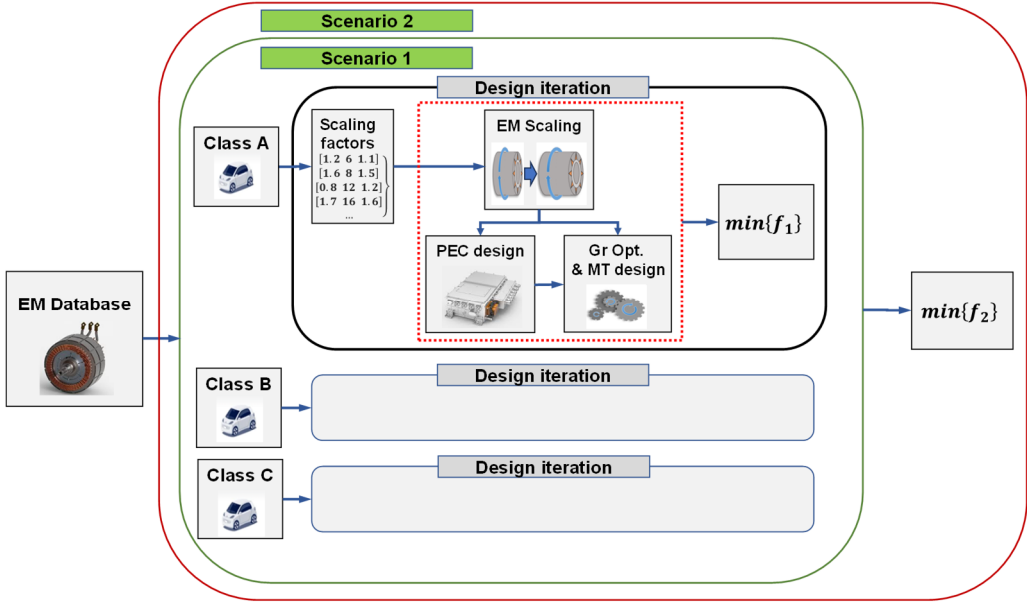 Scenario 2
Scenario 1
Design iteration
Class A
Scaling
factors
[1.2 6 1.1]
[1.6 8 1.5]
[0.8 12 1.2]
[1.7 16 1.6]
...
EM Scaling
PEC design
Gr Opt.
& MT design
min{f₁}
EM Database
min{f₂}
Class B
Design iteration
Class C
Design iteration